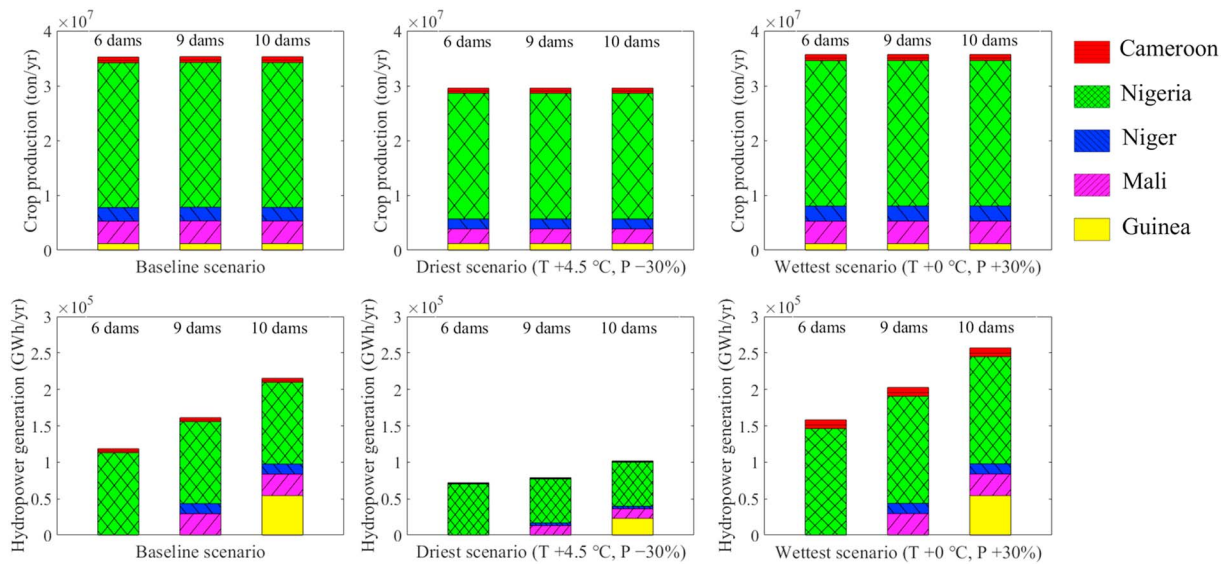 ×10⁷
4
3
2
1
0
Crop production (ton/yr)
6 dams 9 dams 10 dams
Baseline scenario
×10⁷
4
3
2
1
0
Crop production (ton/yr)
6 dams 9 dams 10 dams
Driest scenario (T +4.5 ℃, P −30%)
×10⁷
4
3
2
1
0
Crop production (ton/yr)
6 dams 9 dams 10 dams
Wettest scenario (T +0 ℃, P +30%)
Cameroon
Nigeria
Niger
Mali
Guinea
×10⁵
3
2.5
2
1.5
1
0.5
0
Hydropower generation (GWh/yr)
6 dams 9 dams 10 dams
Baseline scenario
×10⁵
3
2.5
2
1.5
1
0.5
0
Hydropower generation (GWh/yr)
6 dams 9 dams 10 dams
Driest scenario (T +4.5 ℃, P −30%)
×10⁵
3
2.5
2
1.5
1
0.5
0
Hydropower generation (GWh/yr)
6 dams 9 dams 10 dams
Wettest scenario (T +0 ℃, P +30%)